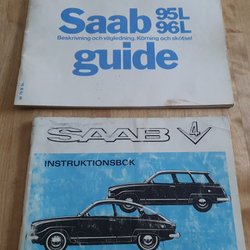 Saab 95L
96L
Beskrivning och vägledning. Körning och skötsel
guide
SAAB V4
INSTRUKTIONSBOK